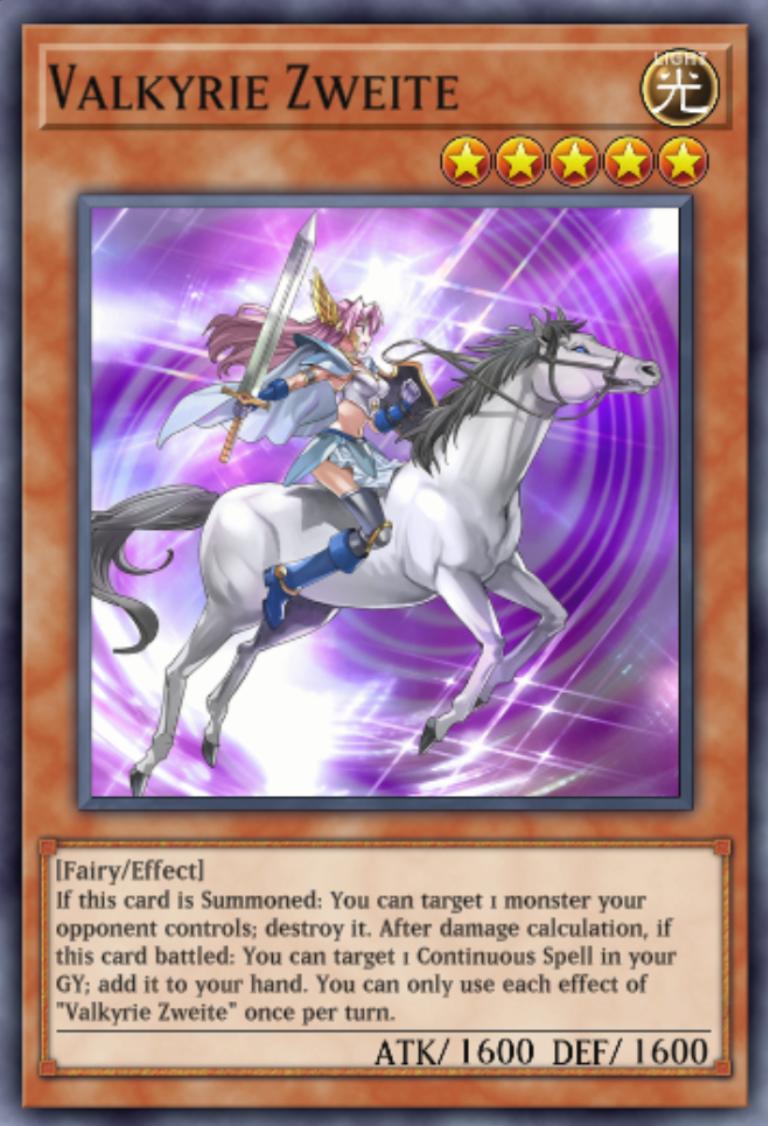 Valkyrie Zweite
LIGHT
光
[Fairy/Effect]
If this card is Summoned: You can target 1 monster your
opponent controls; destroy it. After damage calculation, if
this card battled: You can target 1 Continuous Spell in your
GY; add it to your hand. You can only use each effect of
"Valkyrie Zweite" once per turn.
ATK/ 1600 DEF/ 1600